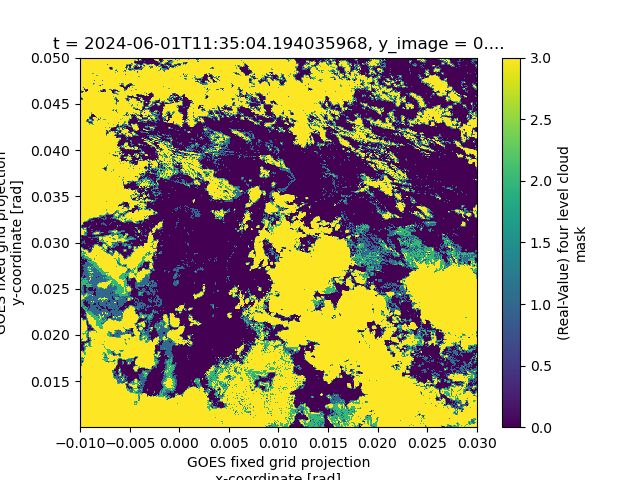 t = 2024-06-01T11:35:04.194035968, y_image = 0....
0.050
0.045
0.040
0.035
0.030
0.025
0.020
0.015
GOES fixed grid projection
y-coordinate [rad]
−0.010 −0.005 0.000 0.005 0.010 0.015 0.020 0.025 0.030
GOES fixed grid projection
x-coordinate [rad]
3.0
2.5
2.0
1.5
1.0
0.5
0.0
(Real-Value) four level cloud
mask